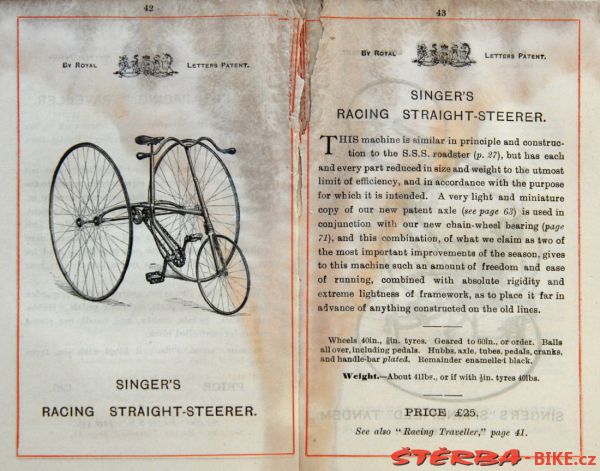 42
By Royal Letters Patent.
SINGER'S
RACING STRAIGHT-STEERER.
43
By Royal Letters Patent.
SINGER'S
RACING STRAIGHT-STEERER.
THIS machine is similar in principle and construc-
tion to the S.S.S. roadster (p. 27), but has each
and every part reduced in size and weight to the utmost
limit of efficiency, and in accordance with the purpose
for which it is intended. A very light and miniature
copy of our new patent axle (see page 63) is used in
conjunction with our new chain-wheel bearing (page
71), and this combination, of what we claim as two of
the most important improvements of the season, gives
to this machine such an amount of freedom and ease
of running, combined with absolute rigidity and
extreme lightness of framework, as to place it far in
advance of anything constructed on the old lines.
Wheels 40in., in. tyres. Geared to 60in., or order. Balls
all over, including pedals. Hubbs, axle, tubes, pedals, cranks,
and handle-bar plated. Remainder enamelled black.
Weight.—About 41lbs., or if with ½in. tyres 40lbs.
PRICE £25.
See also "Racing Traveller," page 41.
ŠTĚRBA-BIKE.cz